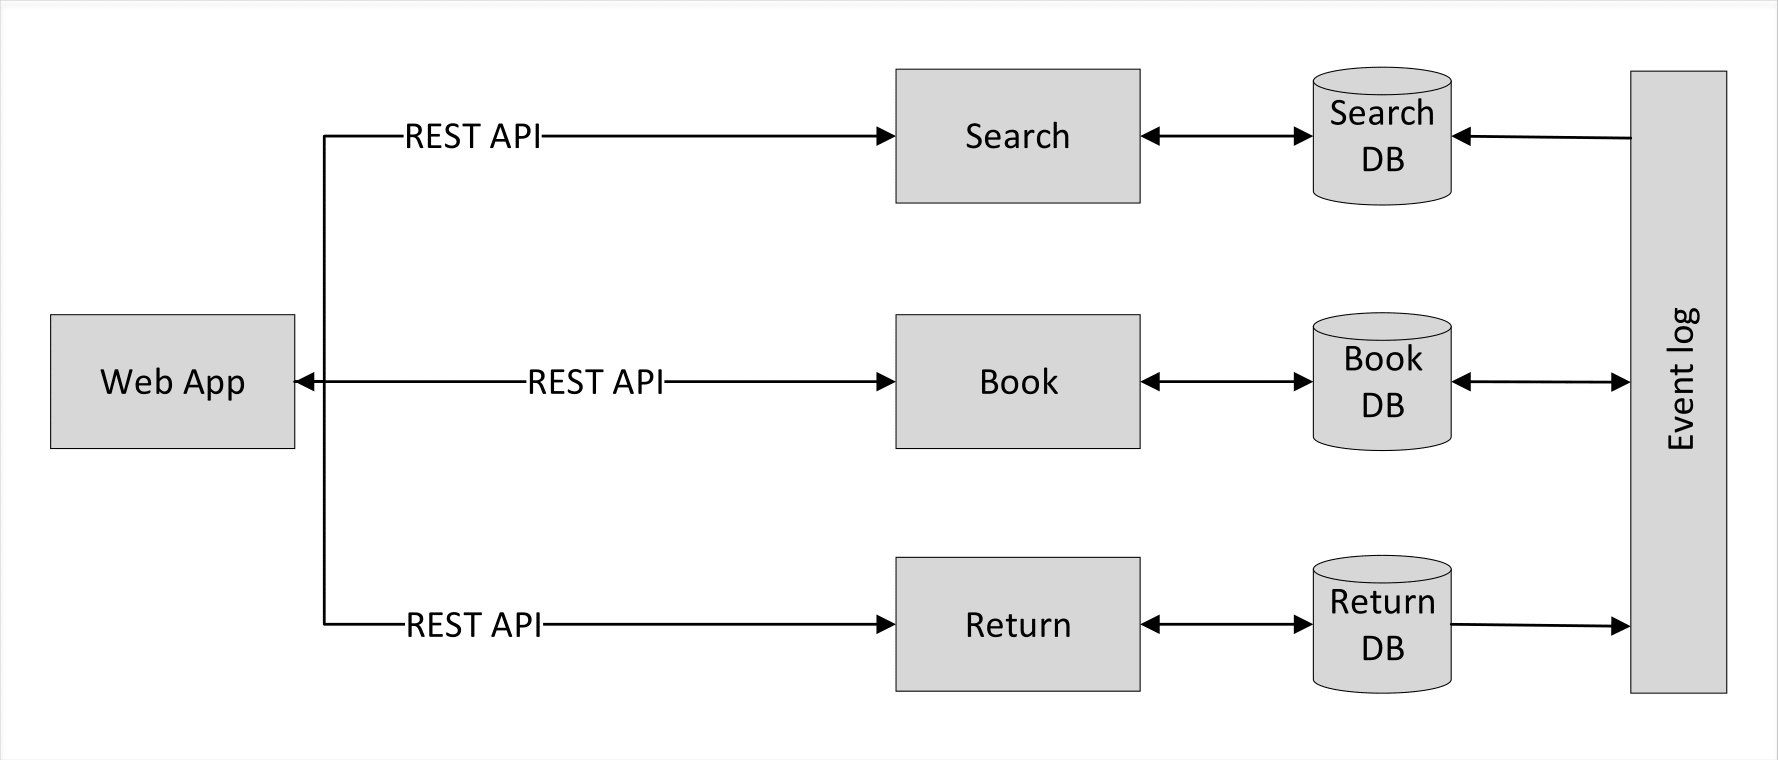 REST API
Search
Search
DB
Web App
REST API
Book
Book
DB
Event log
REST API
Return
Return
DB